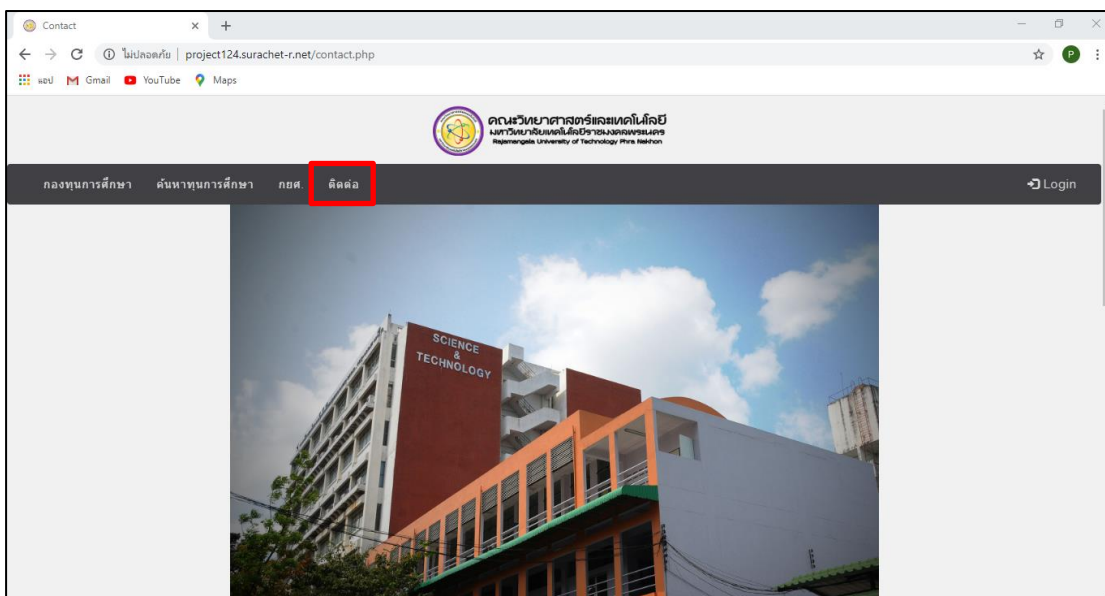 Contact
ไม่ปลอดภัย | project124.surachet-r.net/contact.php
แอป Gmail YouTube Maps
คณะวิทยาศาสตร์และเทคโนโลยี
มหาวิทยาลัยเทคโนโลยีราชมงคลพระนคร
Rajamangala University of Technology Phra Nakhon
กองทุนการศึกษา ค้นหาทุนการศึกษา กยศ. ติดต่อ Login
SCIENCE
&
TECHNOLOGY